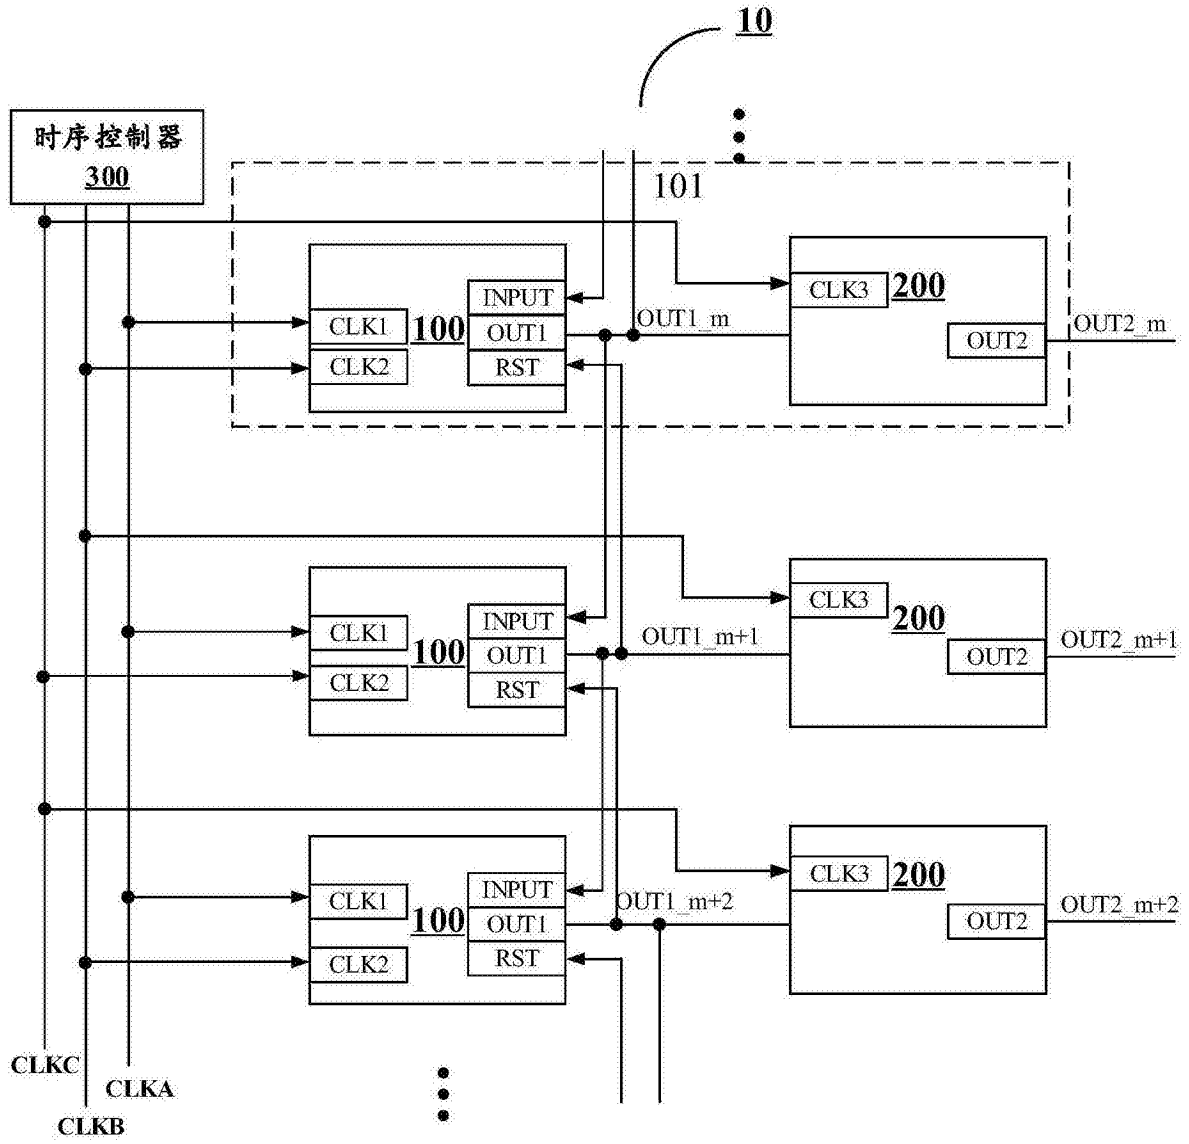 10
时序控制器
300
101
INPUT
OUT1
RST
CLK1
CLK2
100
OUT1_m
CLK3
200
OUT2
OUT2_m
INPUT
OUT1
RST
CLK1
CLK2
100
OUT1_m+1
CLK3
200
OUT2
OUT2_m+1
INPUT
OUT1
RST
CLK1
CLK2
100
OUT1_m+2
CLK3
200
OUT2
OUT2_m+2
CLKC
CLKA
CLKB